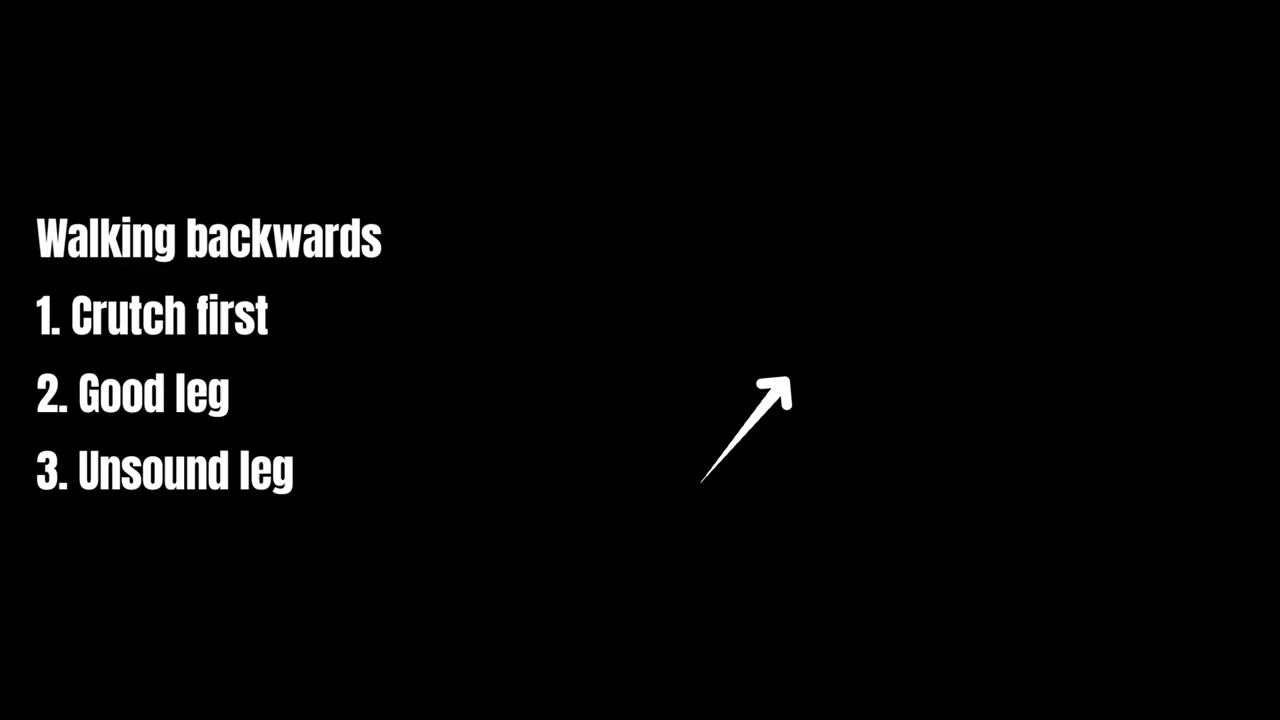 Walking backwards
1. Crutch first
2. Good leg
3. Unsound leg